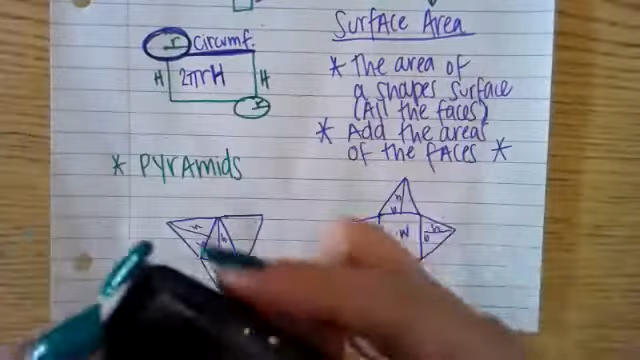 Surface Area
r circumf.
H 2πrH H
r
* The area of
a shapes surface
(All the faces)
* Add the areas
of the faces *
* PYRAMIDS
h
b
h
h
W
b
h